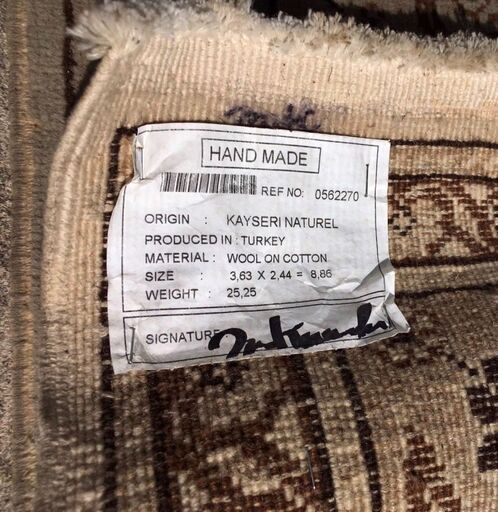 HAND MADE
REF NO: 0562270
ORIGIN : KAYSERI NATUREL
PRODUCED IN : TURKEY
MATERIAL : WOOL ON COTTON
SIZE : 3,63 X 2,44 = 8,86
WEIGHT : 25,25
SIGNATURE